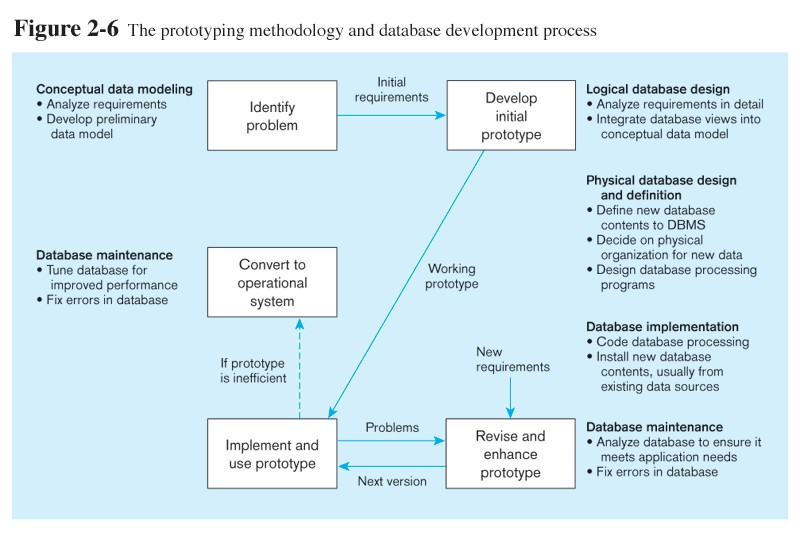 Figure 2-6 The prototyping methodology and database development process
Conceptual data modeling
• Analyze requirements
• Develop preliminary
data model
Identify
problem
Initial
requirements
Develop
initial
prototype
Logical database design
• Analyze requirements in detail
• Integrate database views into
conceptual data model
Physical database design
and definition
• Define new database
contents to DBMS
• Decide on physical
organization for new data
• Design database processing
programs
Database maintenance
• Tune database for
improved performance
• Fix errors in database
Convert to
operational
system
Working
prototype
Database implementation
• Code database processing
• Install new database
contents, usually from
existing data sources
If prototype
is inefficient
New
requirements
Implement and
use prototype
Problems
Next version
Revise and
enhance
prototype
Database maintenance
• Analyze database to ensure it
meets application needs
• Fix errors in database